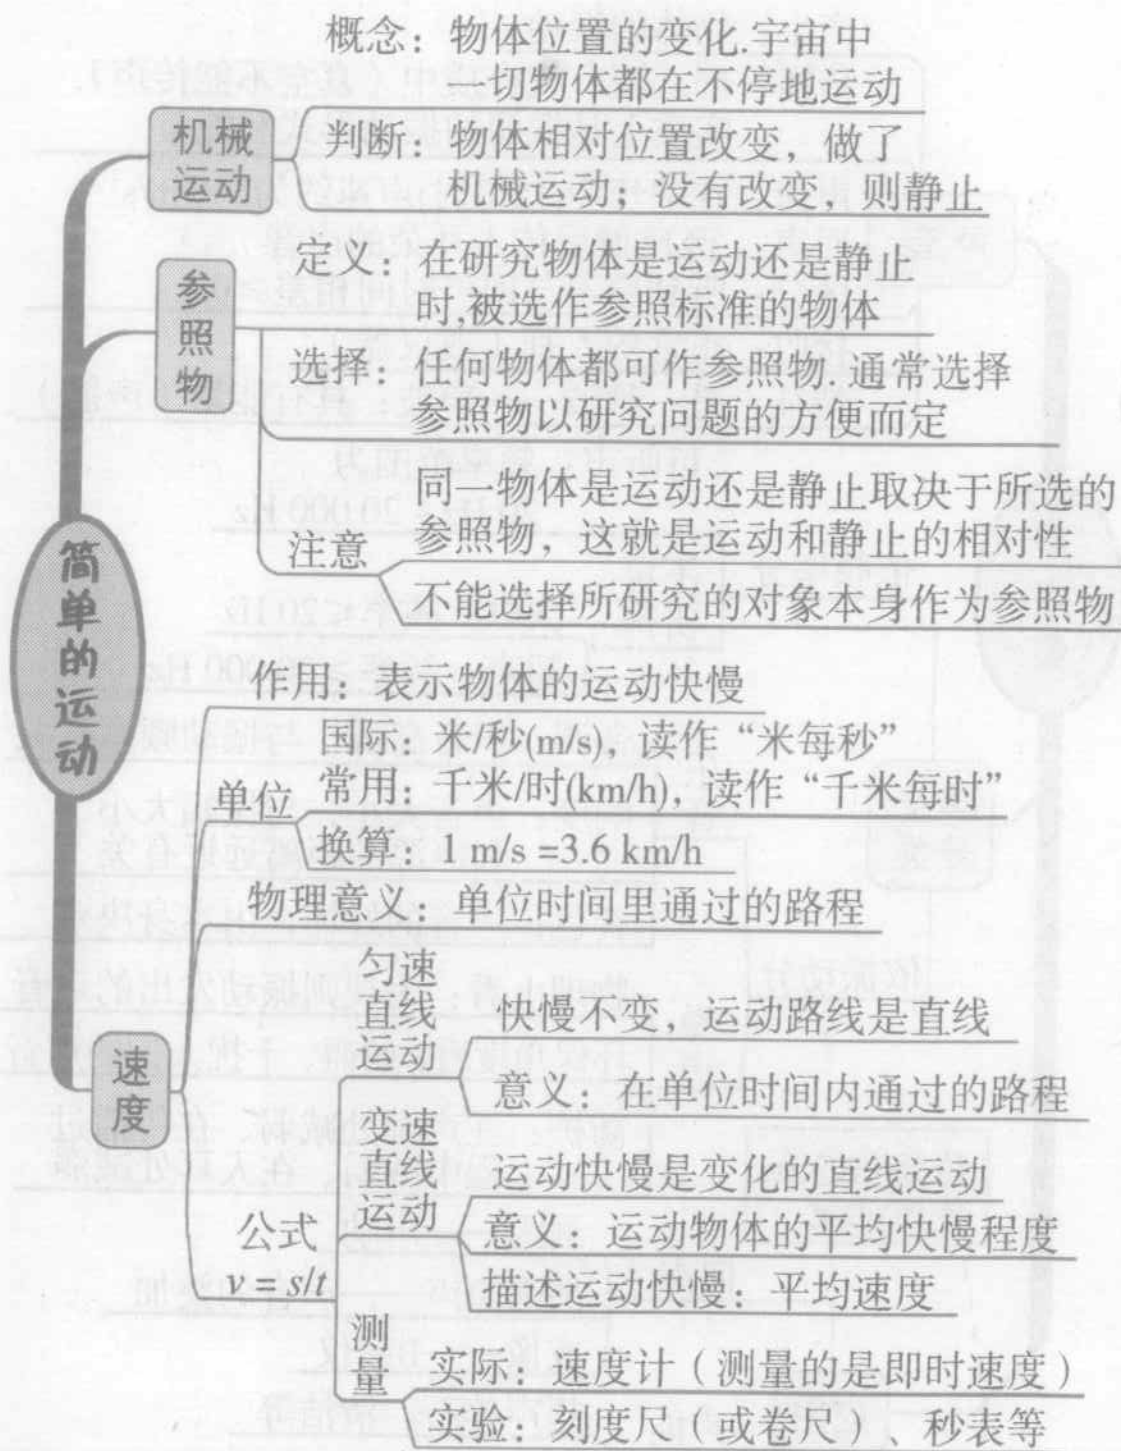 概念：物体位置的变化.宇宙中
一切物体都在不停地运动
机械
运动
判断：物体相对位置改变，做了
机械运动；没有改变，则静止
参
照
物
定义：在研究物体是运动还是静止
时,被选作参照标准的物体
选择：任何物体都可作参照物.通常选择
参照物以研究问题的方便而定
注意
同一物体是运动还是静止取决于所选的
参照物，这就是运动和静止的相对性
不能选择所研究的对象本身作为参照物
简单的运动
速
度
作用：表示物体的运动快慢
单位
国际：米/秒(m/s)，读作“米每秒”
常用：千米/时(km/h)，读作“千米每时”
换算：1 m/s =3.6 km/h
物理意义：单位时间里通过的路程
公式
v = s/t
匀速
直线
运动
快慢不变，运动路线是直线
意义：在单位时间内通过的路程
变速
直线
运动
运动快慢是变化的直线运动
意义：运动物体的平均快慢程度
描述运动快慢：平均速度
测
量
实际：速度计（测量的是即时速度）
实验：刻度尺（或卷尺）、秒表等